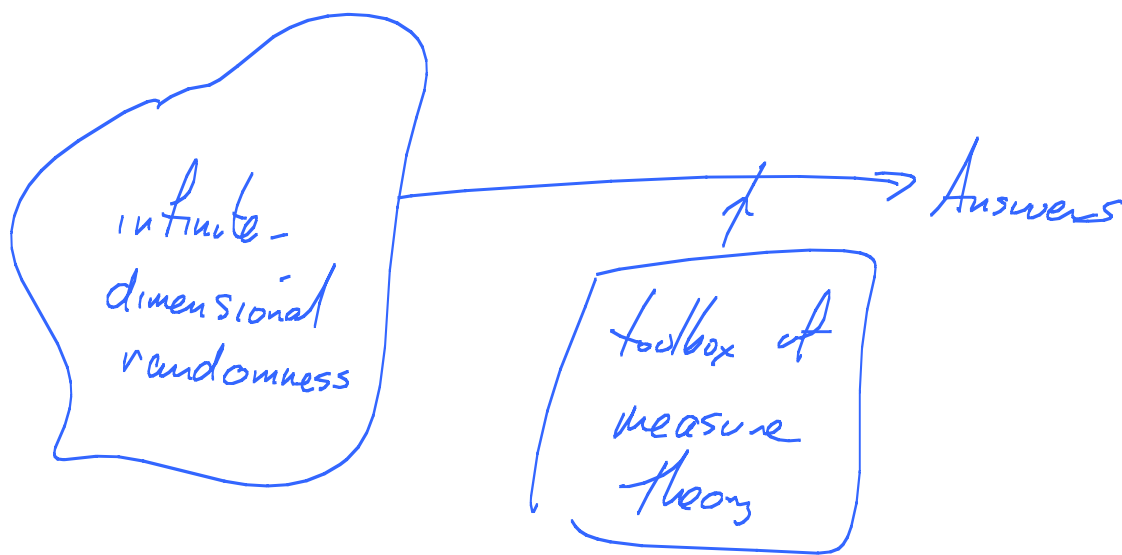 infinite-
dimensional
randomness
Answers
toolbox of
measure
theory